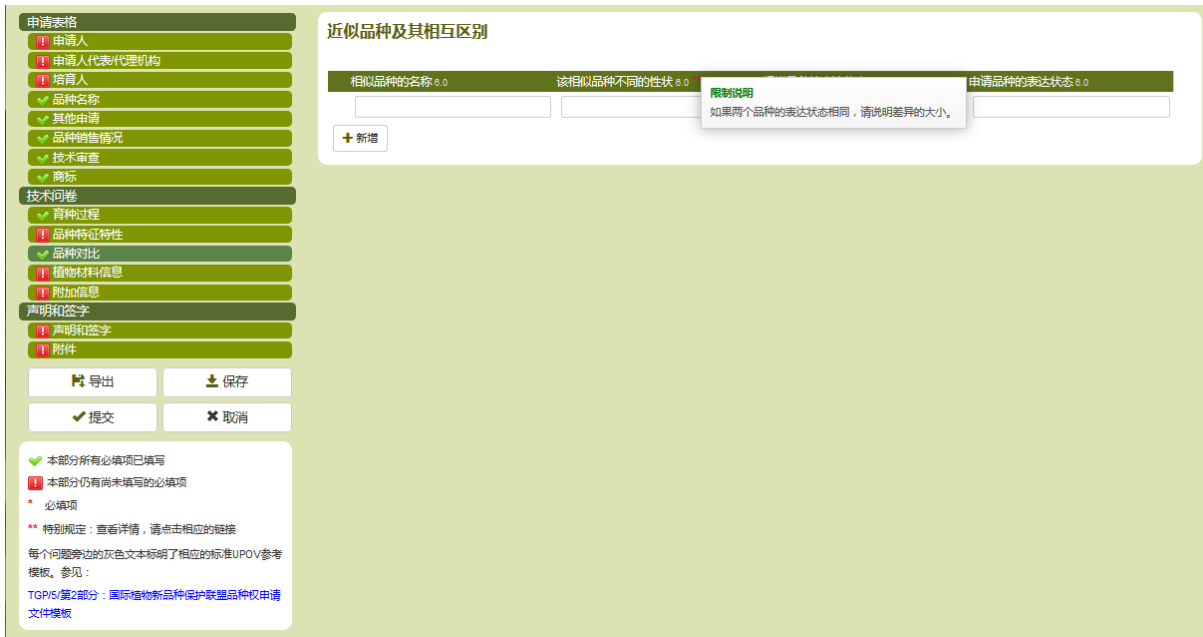 申请表格
申请人
申请人代表/代理机构
培育人
品种名称
其他申请
品种销售情况
技术审查
商标
技术问卷
育种过程
品种特征特性
品种对比
植物材料信息
附加信息
声明和签字
声明和签字
附件
导出 保存
提交 取消
本部分所有必填项已填写
本部分仍有尚未填写的必填项
* 必填项
** 特别规定：查看详情，请点击相应的链接
每个问题旁边的灰色文本标明了相应的标准UPOV参考
模板。参见：
TGP/5/第2部分：国际植物新品种保护联盟品种权申请
文件模板
近似品种及其相互区别
相似品种的名称 6.0 该相似品种不同的性状 6.0 ** 申请品种的表达状态 6.0
限制说明
如果两个品种的表达状态相同，请说明差异的大小。
新增